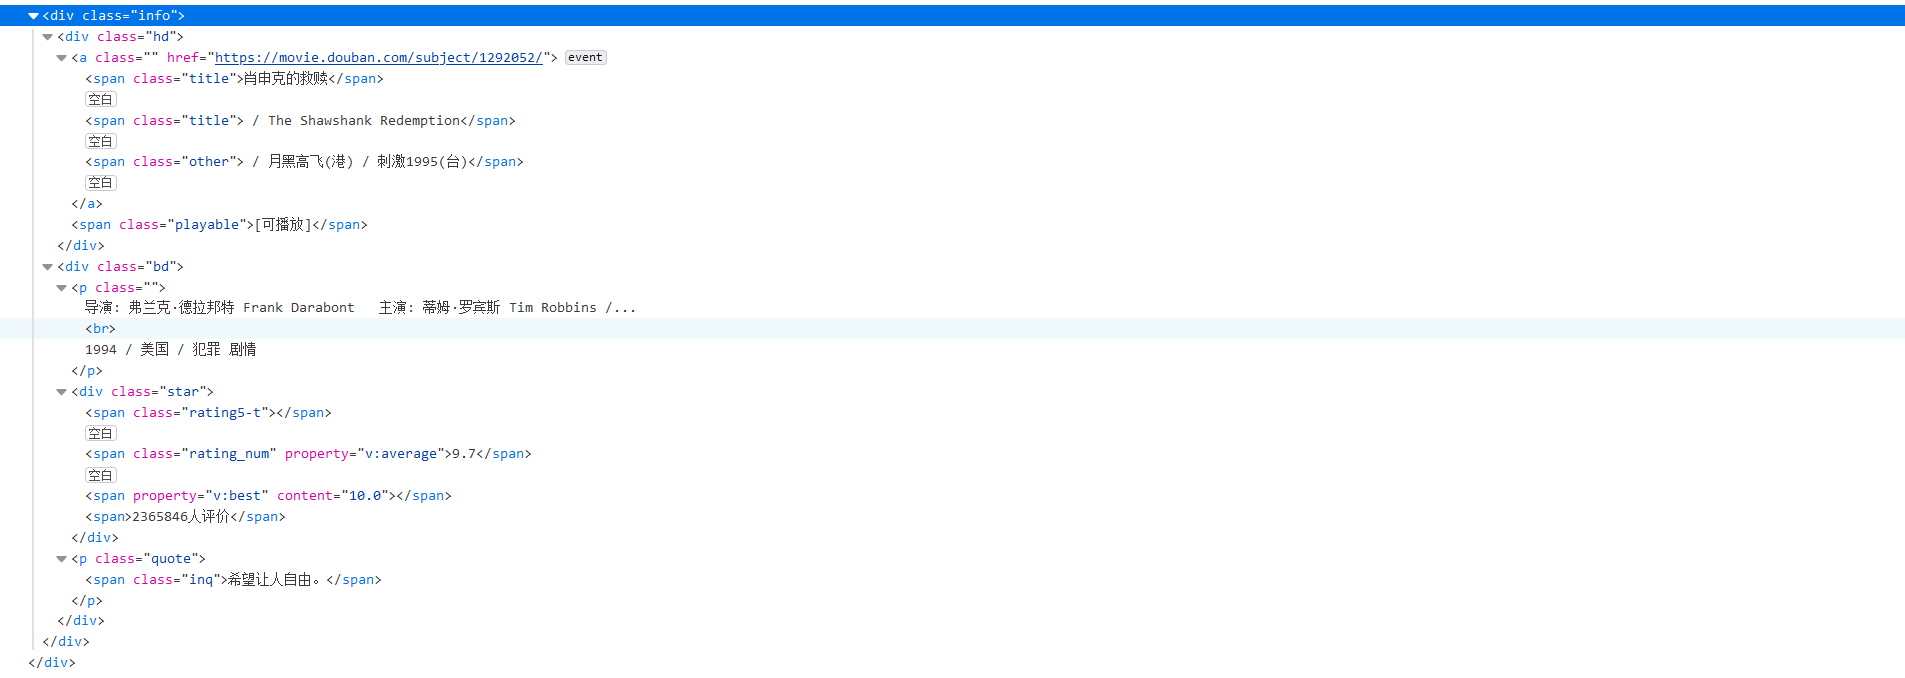 <div class="info">
<div class="hd">
<a class="" href="https://movie.douban.com/subject/1292052/"> event
<span class="title">肖申克的救赎</span>
空白
<span class="title"> / The Shawshank Redemption</span>
空白
<span class="other"> / 月黑高飞(港) / 刺激1995(台)</span>
空白
</a>
<span class="playable">[可播放]</span>
</div>
<div class="bd">
<p class="">
导演: 弗兰克·德拉邦特 Frank Darabont   主演: 蒂姆·罗宾斯 Tim Robbins /...
<br>
1994 / 美国 / 犯罪 剧情
</p>
<div class="star">
<span class="rating5-t"></span>
空白
<span class="rating_num" property="v:average">9.7</span>
空白
<span property="v:best" content="10.0"></span>
<span>2365846人评价</span>
</div>
<p class="quote">
<span class="inq">希望让人自由。</span>
</p>
</div>
</div>
</div>